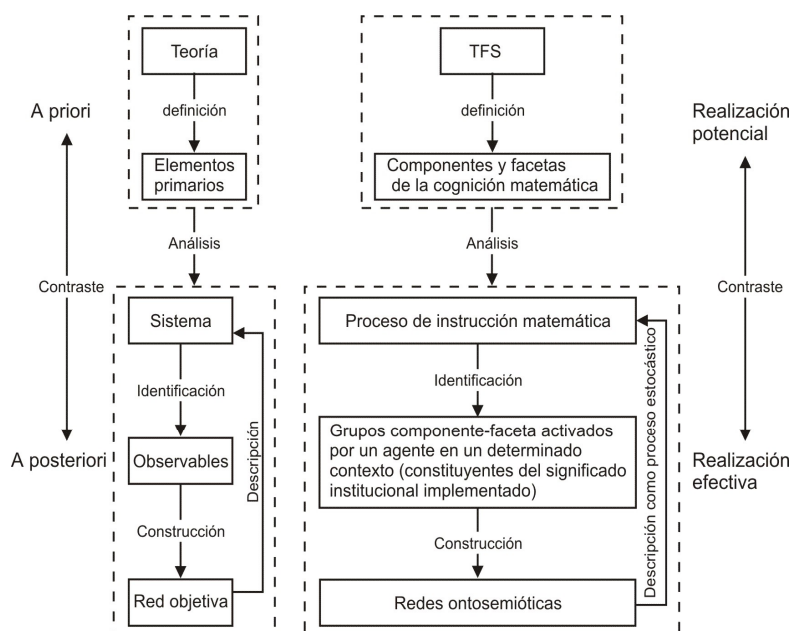 Teoría
TFS
A priori
definición
definición
Realización
potencial
Elementos
primarios
Componentes y facetas
de la cognición matemática
Análisis
Análisis
Contraste
Contraste
Sistema
Proceso de instrucción matemática
Identificación
Identificación
Descripción
Descripción como proceso estocástico
A posteriori
Observables
Grupos componente-faceta activados
por un agente en un determinado
contexto (constituyentes del significado
institucional implementado)
Realización
efectiva
Construcción
Construcción
Red objetiva
Redes ontosemióticas